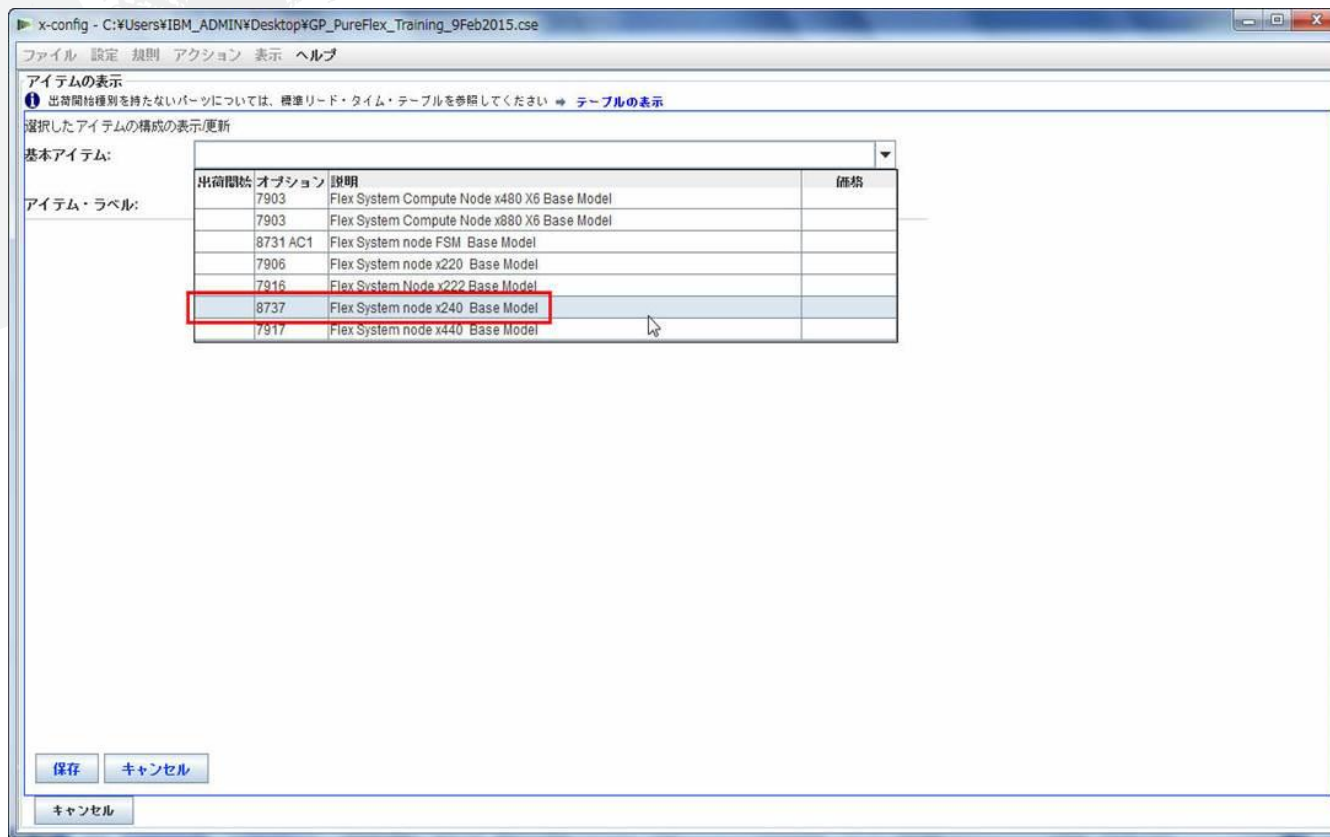 x-config - C:¥Users¥IBM_ADMIN¥Desktop¥GP_PureFlex_Training_9Feb2015.cse
ファイル 設定 規則 アクション 表示 ヘルプ
アイテムの表示
出荷開始種別を持たないパーツについては、標準リード・タイム・テーブルを参照してください ➡ テーブルの表示
選択したアイテムの構成の表示/更新
基本アイテム:
出荷開始 オプション 説明 価格
7903 Flex System Compute Node x480 X6 Base Model
アイテム・ラベル:
7903 Flex System Compute Node x880 X6 Base Model
8731 AC1 Flex System node FSM Base Model
7906 Flex System node x220 Base Model
7916 Flex System Node x222 Base Model
8737 Flex System node x240 Base Model
7917 Flex System node x440 Base Model
保存 キャンセル
キャンセル